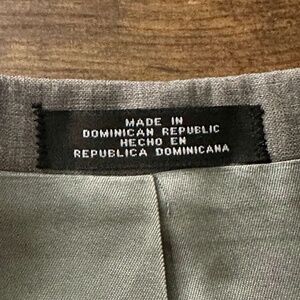 MADE IN
DOMINICAN REPUBLIC
HECHO EN
REPUBLICA DOMINICANA